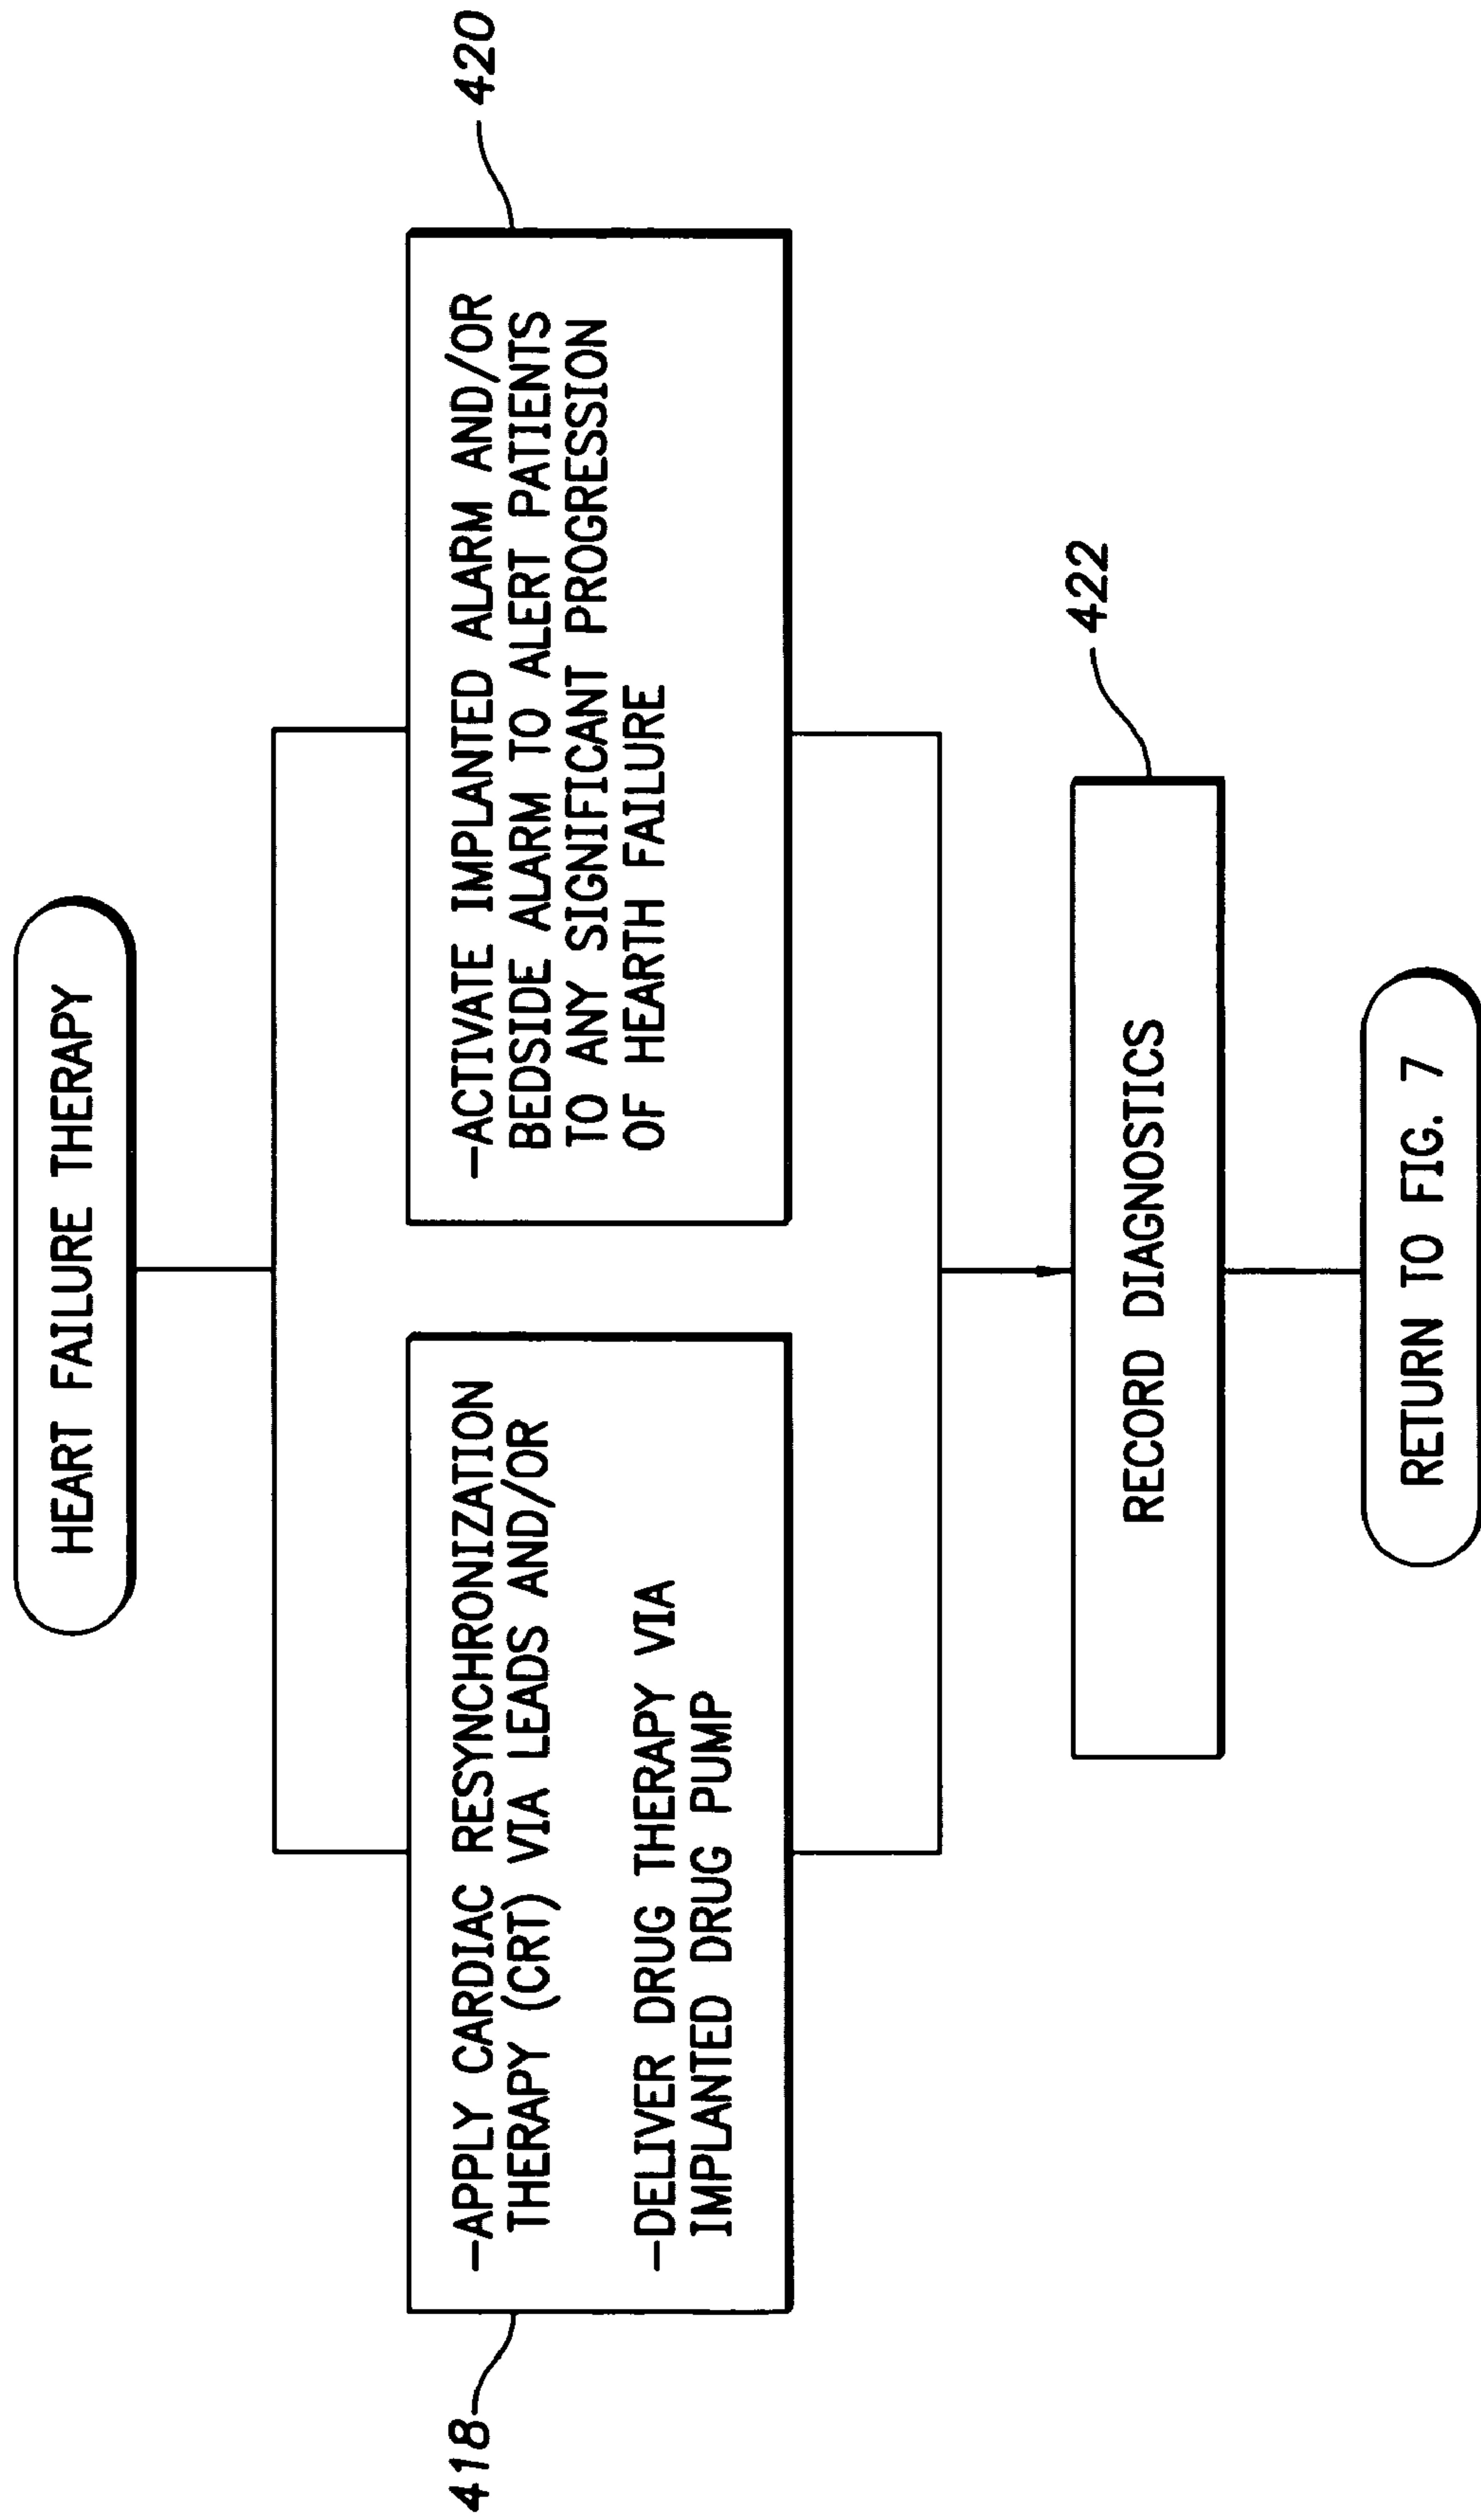 HEART FAILURE THERAPY
418
-APPLY CARDIAC RESYNCHRONIZATION
THERAPY (CRT) VIA LEADS AND/OR
-DELIVER DRUG THERAPY VIA
IMPLANTED DRUG PUMP
420
-ACTIVATE IMPLANTED ALARM AND/OR
BEDSIDE ALARM TO ALERT PATIENTS
TO ANY SIGNIFICANT PROGRESSION
OF HEARTH FAILURE
422
RECORD DIAGNOSTICS
RETURN TO FIG. 7